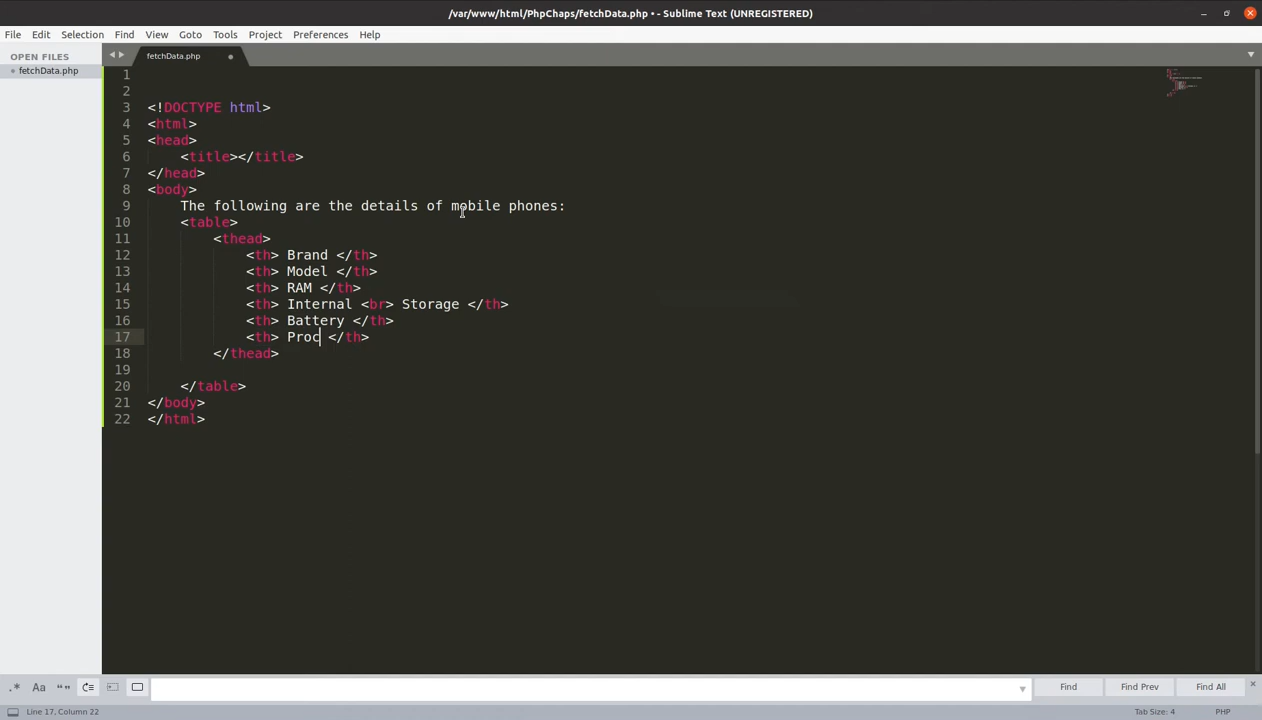 /var/www/html/PhpChaps/fetchData.php • - Sublime Text (UNREGISTERED)
File Edit Selection Find View Goto Tools Project Preferences Help
OPEN FILES
fetchData.php
fetchData.php
1
2
3 <!DOCTYPE html>
4 <html>
5 <head>
6 <title></title>
7 </head>
8 <body>
9 The following are the details of mobile phones:
10 <table>
11 <thead>
12 <th> Brand </th>
13 <th> Model </th>
14 <th> RAM </th>
15 <th> Internal <br> Storage </th>
16 <th> Battery </th>
17 <th> Proc </th>
18 </thead>
19
20 </table>
21 </body>
22 </html>
.* Aa “” Find Find Prev Find All
Line 17, Column 22 Tab Size: 4 PHP